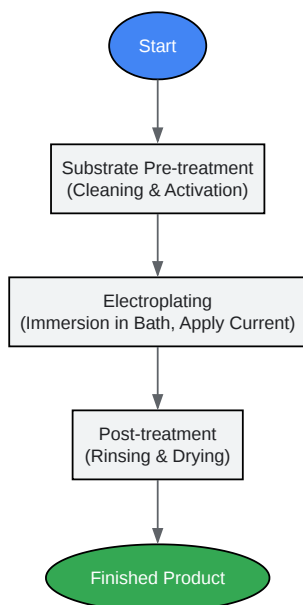 Start
Substrate Pre-treatment
(Cleaning & Activation)
Electroplating
(Immersion in Bath, Apply Current)
Post-treatment
(Rinsing & Drying)
Finished Product